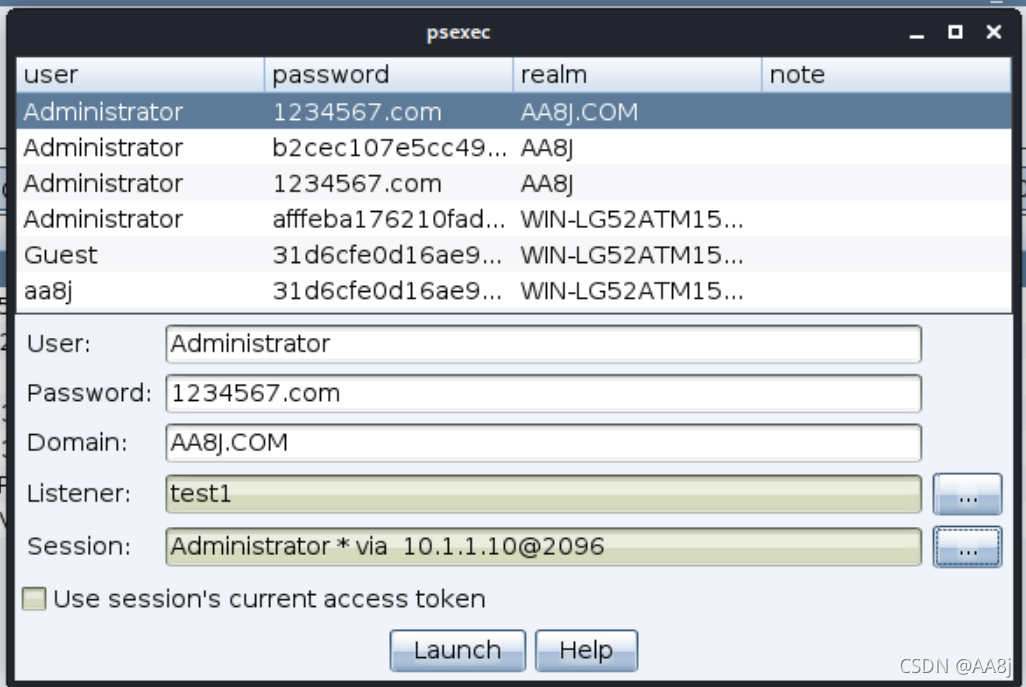 psexec
user password realm note
Administrator 1234567.com AA8J.COM
Administrator b2cec107e5cc49... AA8J
Administrator 1234567.com AA8J
Administrator afffeba176210fad... WIN-LG52ATM15...
Guest 31d6cfe0d16ae9... WIN-LG52ATM15...
aa8j 31d6cfe0d16ae9... WIN-LG52ATM15...
User: Administrator
Password: 1234567.com
Domain: AA8J.COM
Listener: test1 ...
Session: Administrator * via 10.1.1.10@2096 ...
Use session's current access token
Launch Help
CSDN @AA8j